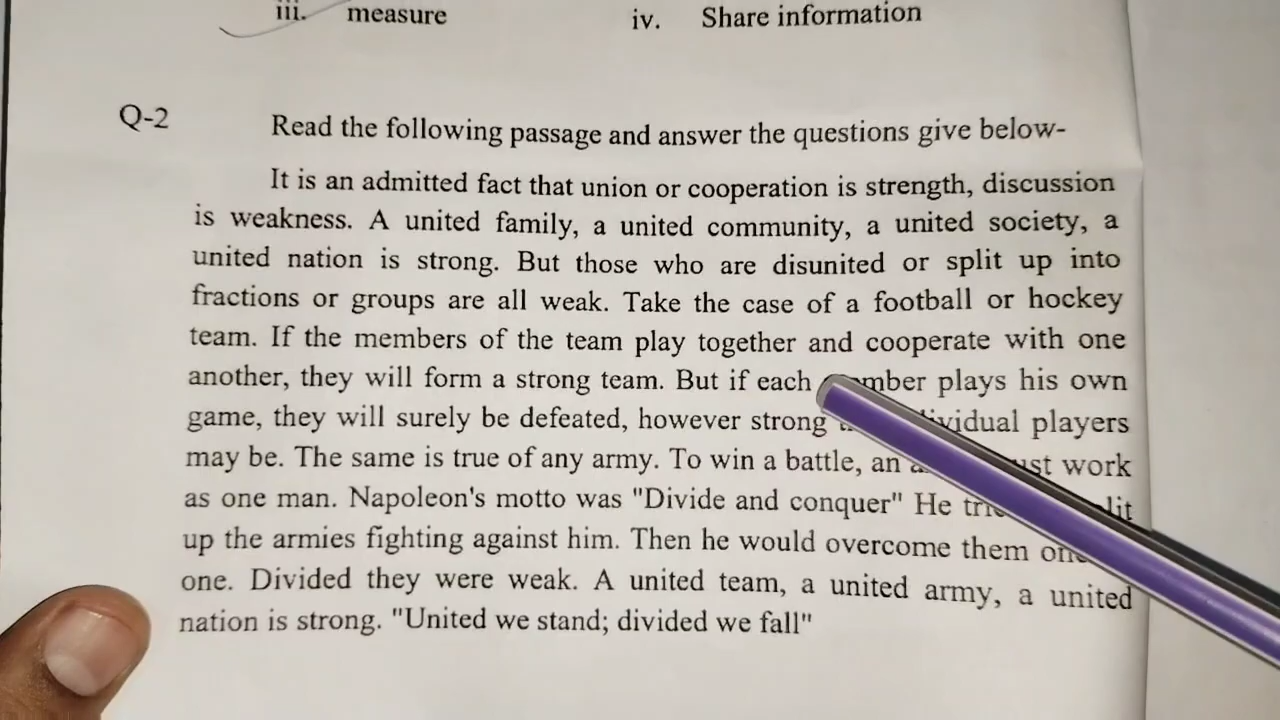 iii. measure iv. Share information
Q-2 Read the following passage and answer the questions give below-
It is an admitted fact that union or cooperation is strength, discussion
is weakness. A united family, a united community, a united society, a
united nation is strong. But those who are disunited or split up into
fractions or groups are all weak. Take the case of a football or hockey
team. If the members of the team play together and cooperate with one
another, they will form a strong team. But if each plays his own
game, they will surely be defeated, however strong players
may be. The same is true of any army. To win a battle, an work
as one man. Napoleon's motto was "Divide and conquer" He
up the armies fighting against him. Then he would overcome them
one. Divided they were weak. A united team, a united army, a united
nation is strong. "United we stand; divided we fall"